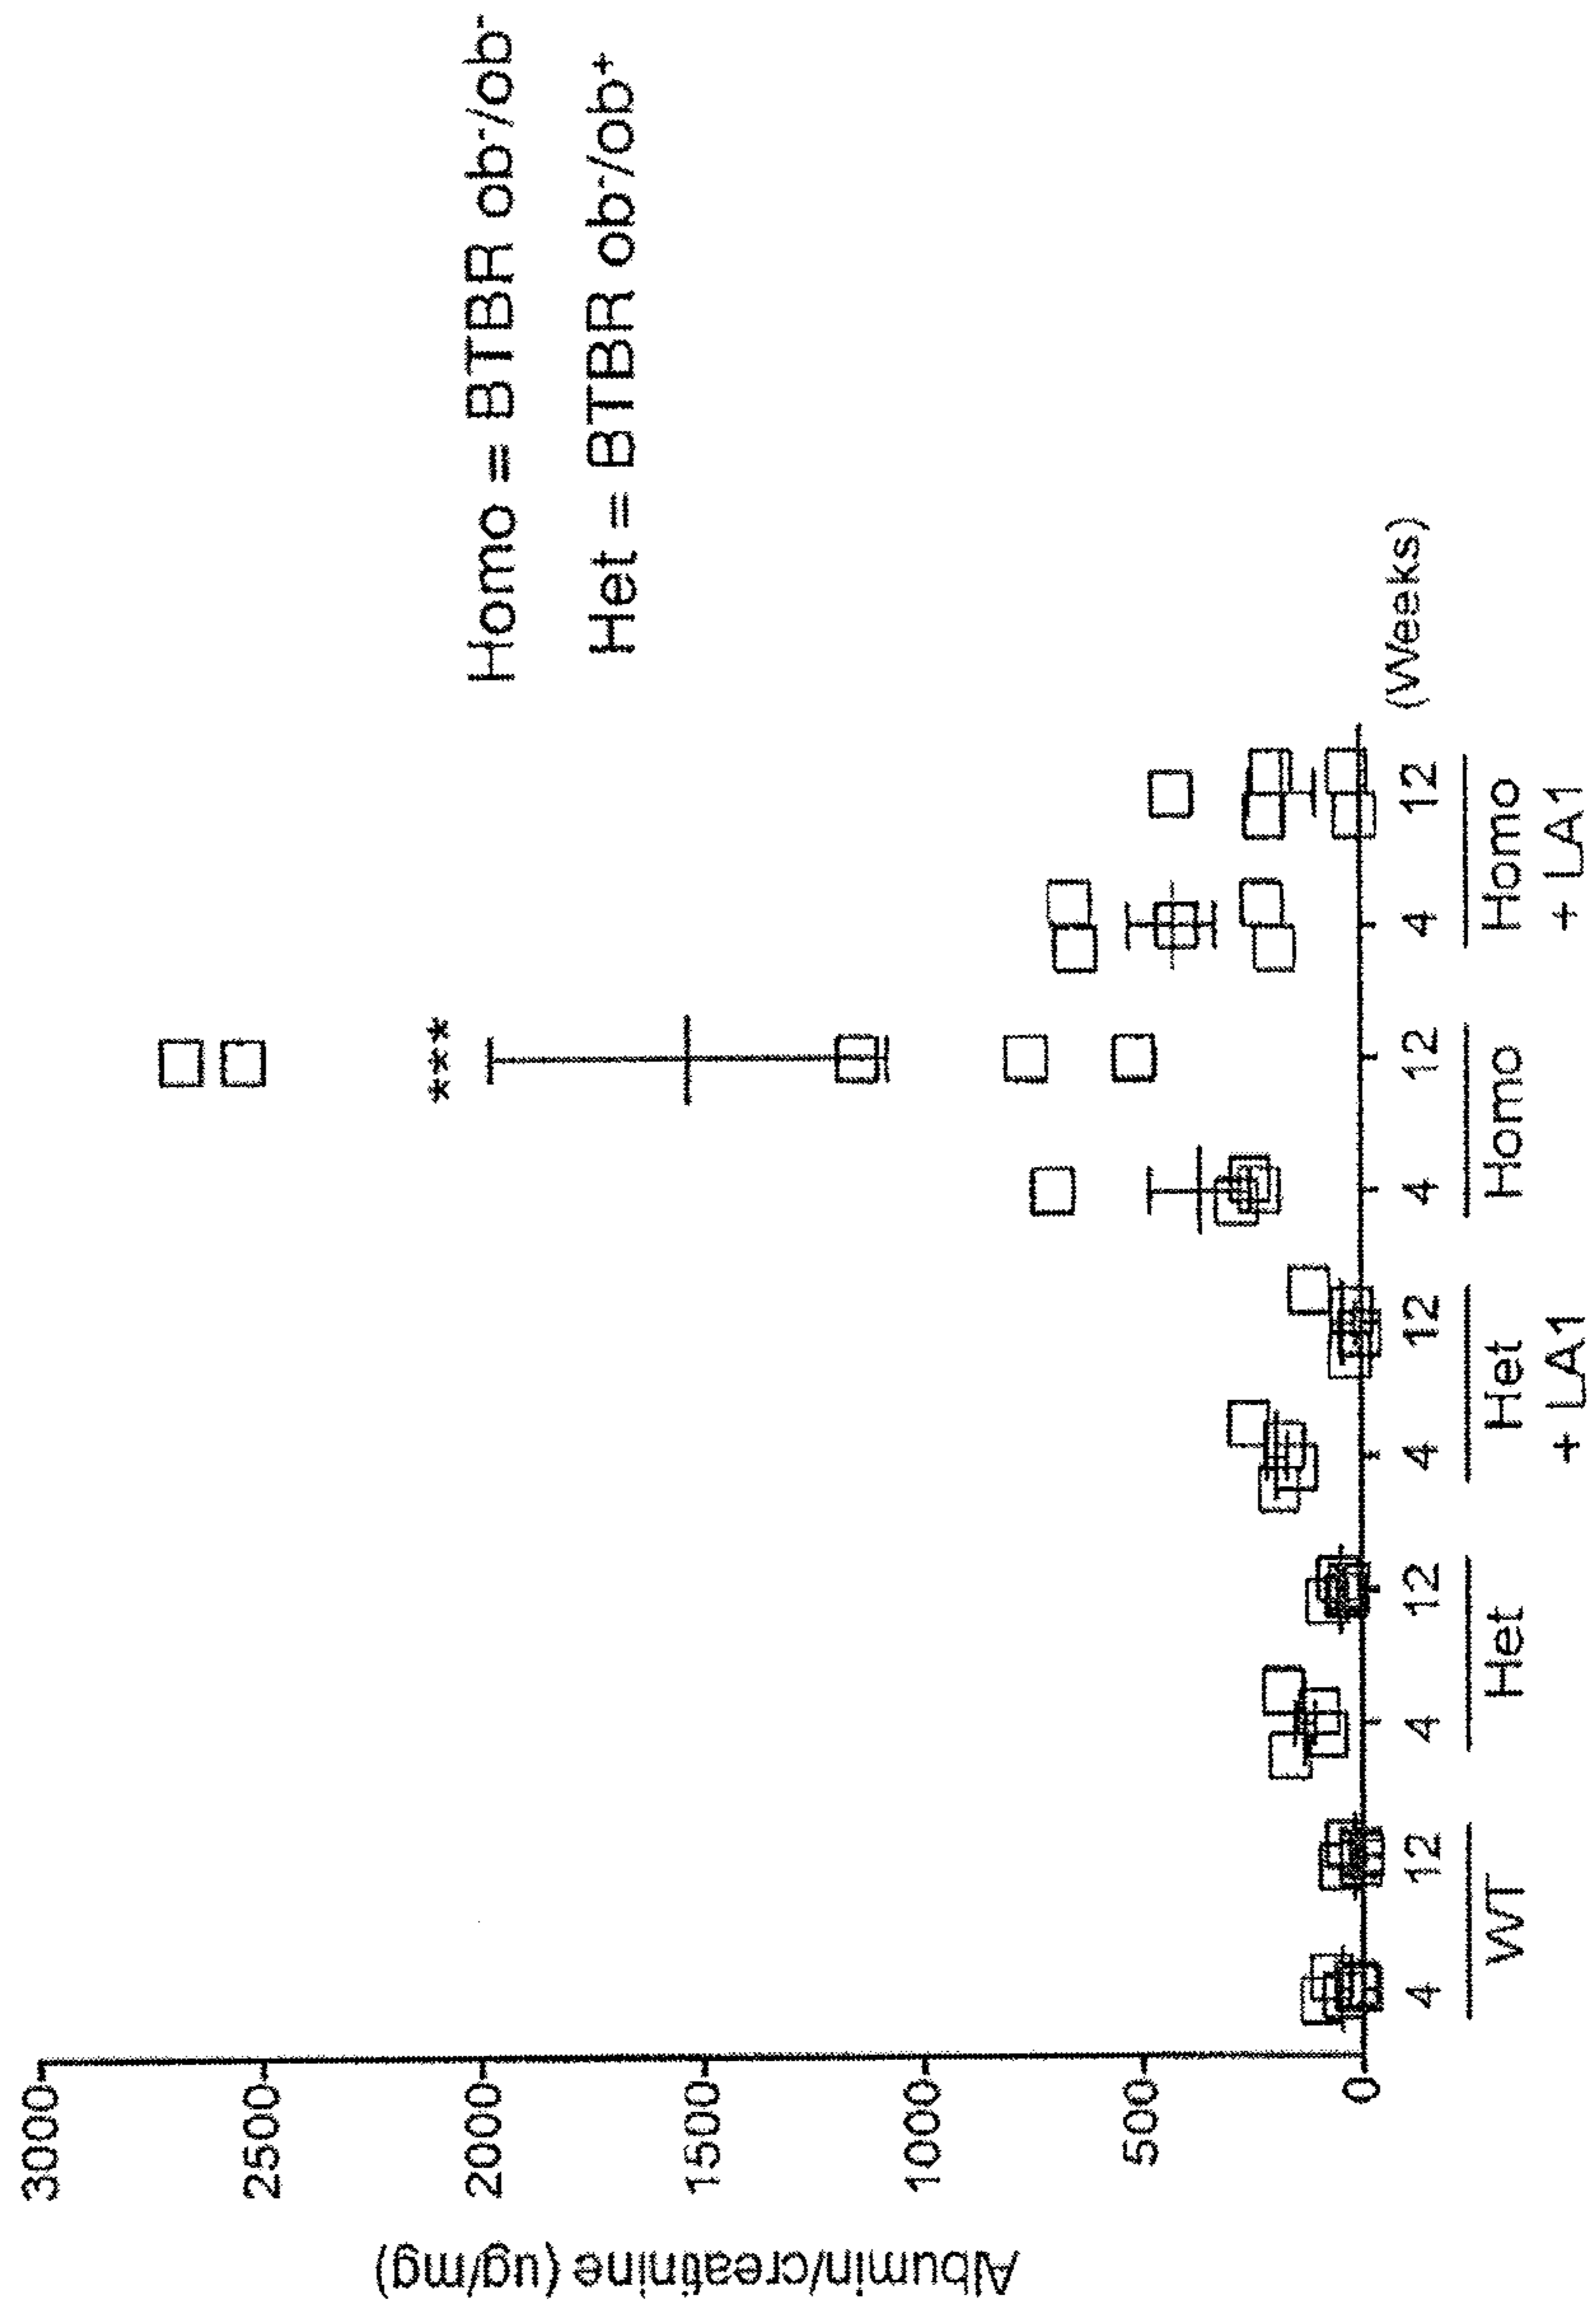 Albumin/creatinine (ug/mg)
3000
2500
2000
1500
1000
500
0
Homo = BTBR ob⁻/ob⁻
Het = BTBR ob⁻/ob⁺
***
4 12 4 12 4 12 4 12 4 12 (Weeks)
WT Het Het Homo Homo
+ LA1 + LA1